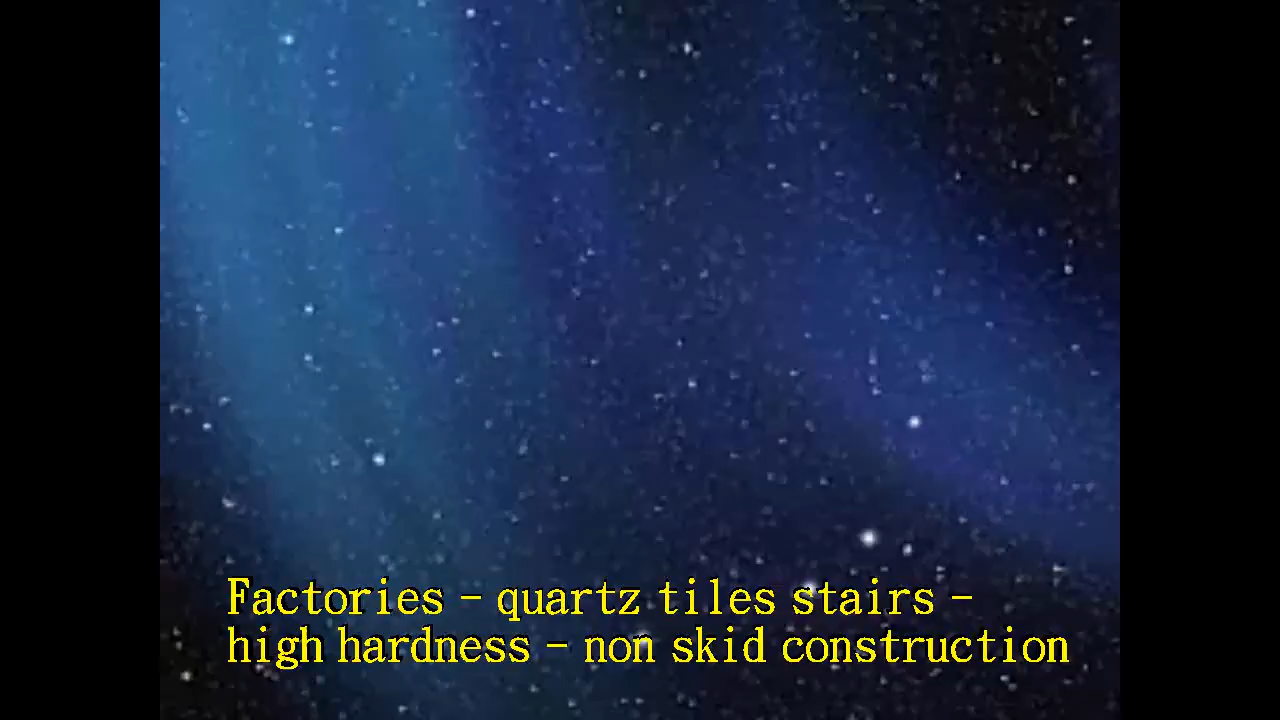 Factories - quartz tiles stairs -
high hardness - non skid construction